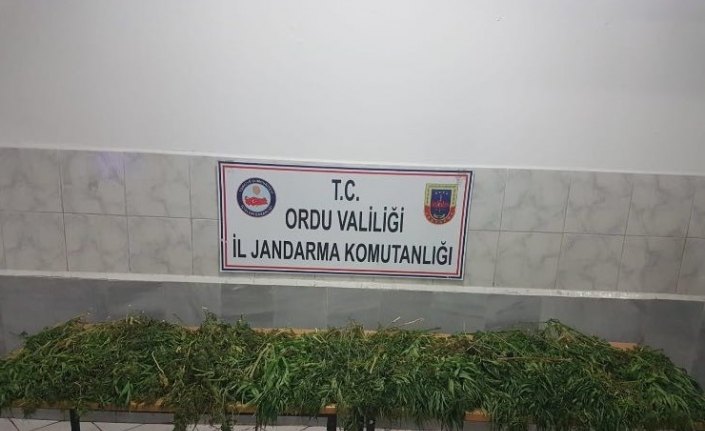 T.C.
ORDU VALİLİĞİ
İL JANDARMA KOMUTANLIĞI